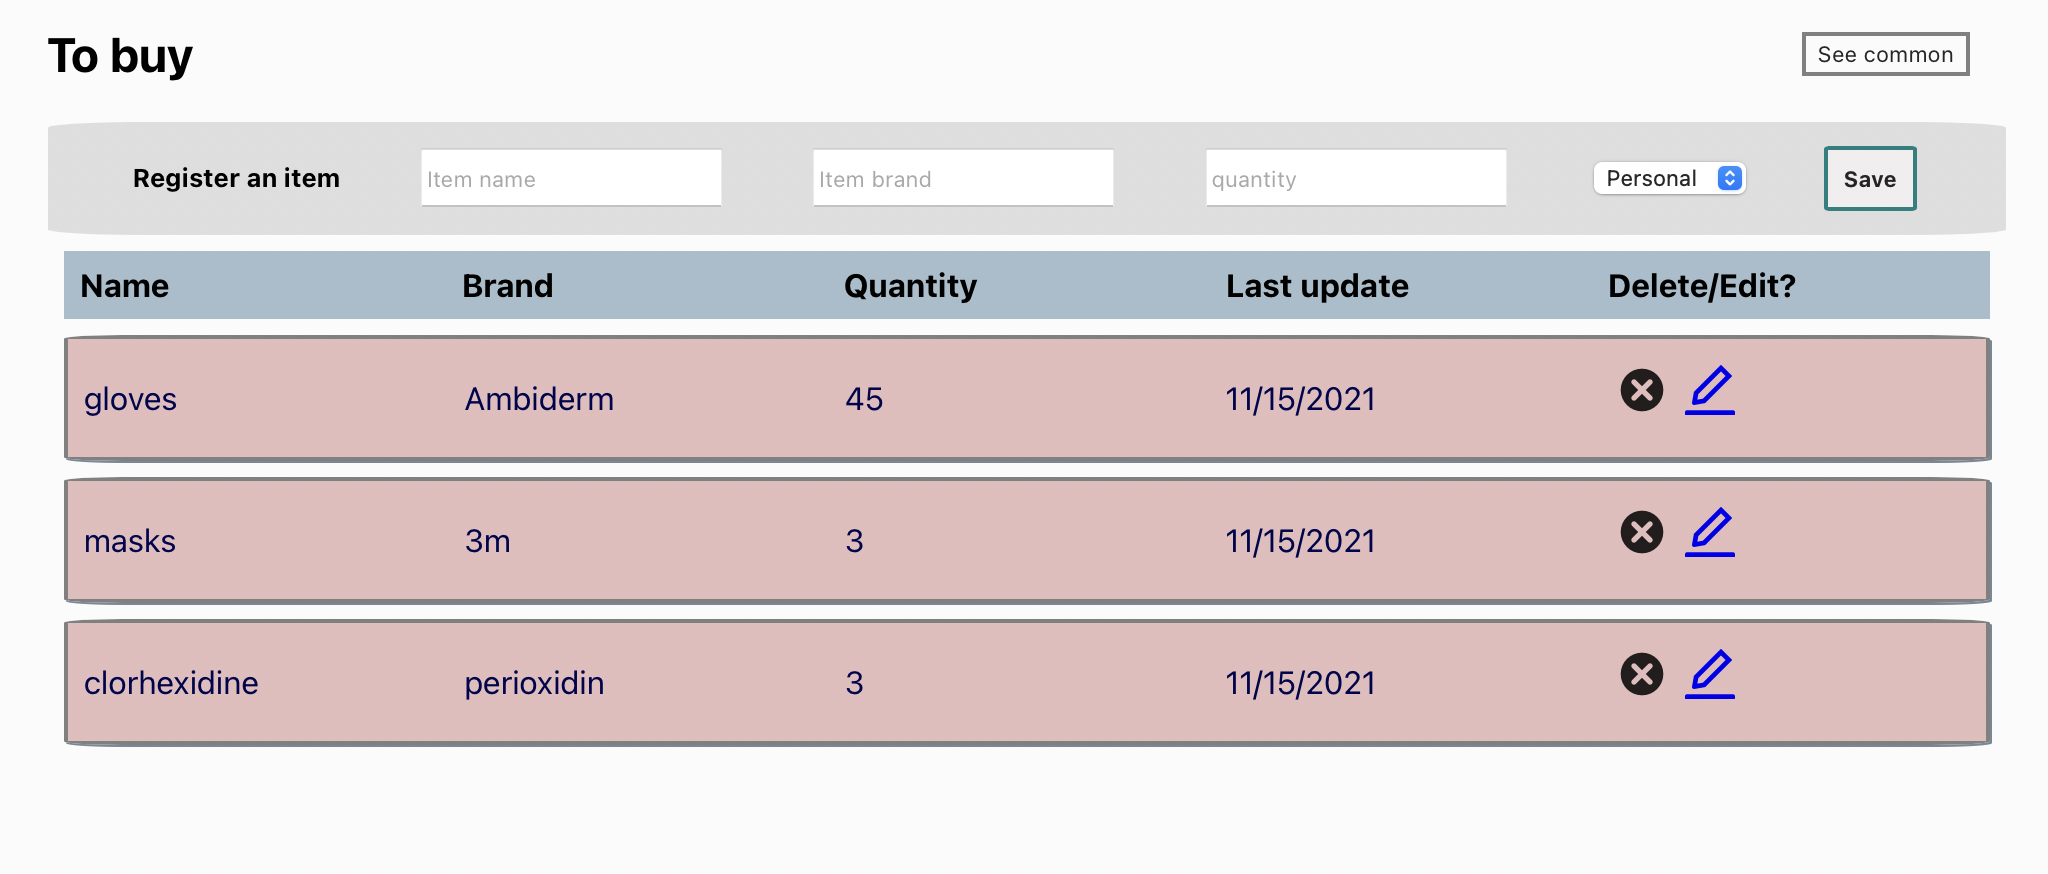 To buy See common
Register an item Item name Item brand quantity Personal Save
Name Brand Quantity Last update Delete/Edit?
gloves Ambiderm 45 11/15/2021
masks 3m 3 11/15/2021
clorhexidine perioxidin 3 11/15/2021